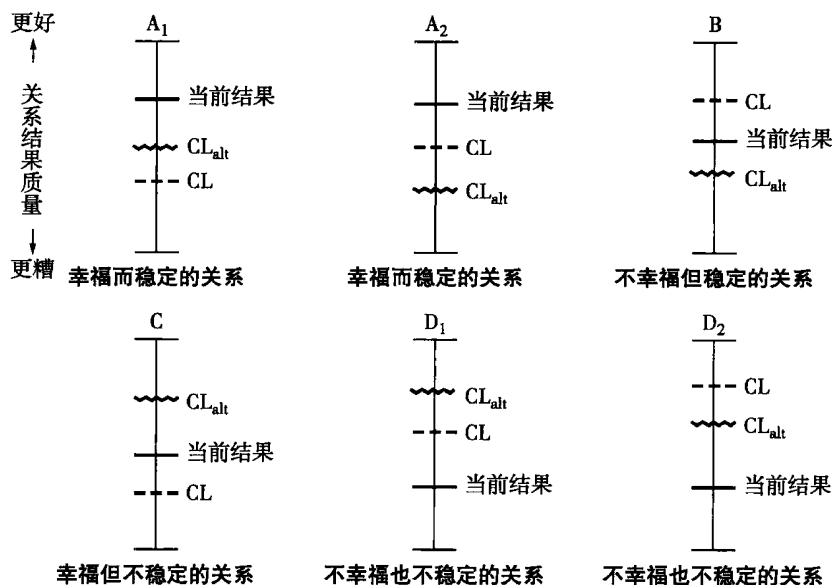 更好
关系结果质量
更糟
A₁
当前结果
CLalt
CL
幸福而稳定的关系
A₂
当前结果
CL
CLalt
幸福而稳定的关系
B
CL
当前结果
CLalt
不幸福但稳定的关系
C
CLalt
当前结果
CL
幸福但不稳定的关系
D₁
CLalt
CL
当前结果
不幸福也不稳定的关系
D₂
CL
CLalt
当前结果
不幸福也不稳定的关系